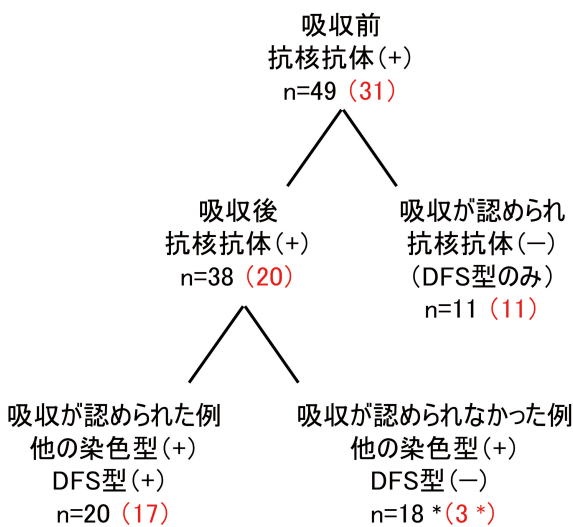 吸収前
抗核抗体(+)
n=49 (31)
吸収後
抗核抗体(+)
n=38 (20)
吸収が認められ
抗核抗体(−)
(DFS型のみ)
n=11 (11)
吸収が認められた例
他の染色型(+)
DFS型(+)
n=20 (17)
吸収が認められなかった例
他の染色型(+)
DFS型(−)
n=18 *(3 *)